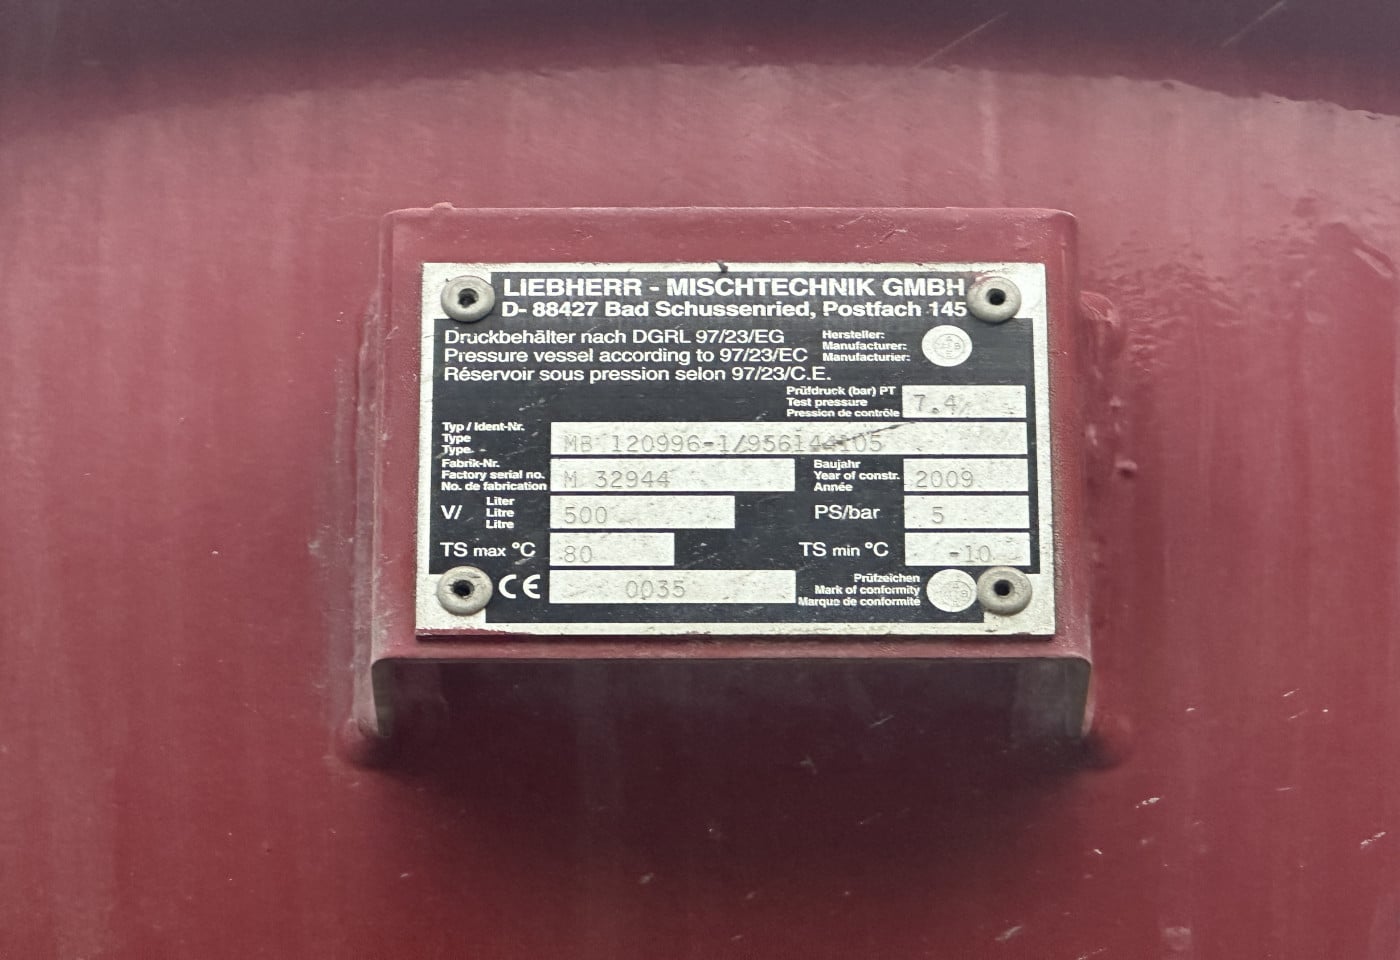 LIEBHERR - MISCHTECHNIK GMBH
D- 88427 Bad Schussenried, Postfach 145
Druckbehälter nach DGRL 97/23/EG
Pressure vessel according to 97/23/EC
Réservoir sous pression selon 97/23/C.E.
Hersteller:
Manufacturer:
Manufacturier:
Prüfdruck (bar) PT
Test pressure
Pression de contrôle
7.4
Typ / Ident-Nr.
Type
Type
MB 120996-1/956144105
Fabrik-Nr.
Factory serial no.
No. de fabrication
M 32944
Baujahr
Year of constr.
Année
2009
V/
Liter
Litre
Litre
500
PS/bar
5
TS max °C
80
TS min °C
-10
CE
0035
Prüfzeichen
Mark of conformity
Marque de conformité